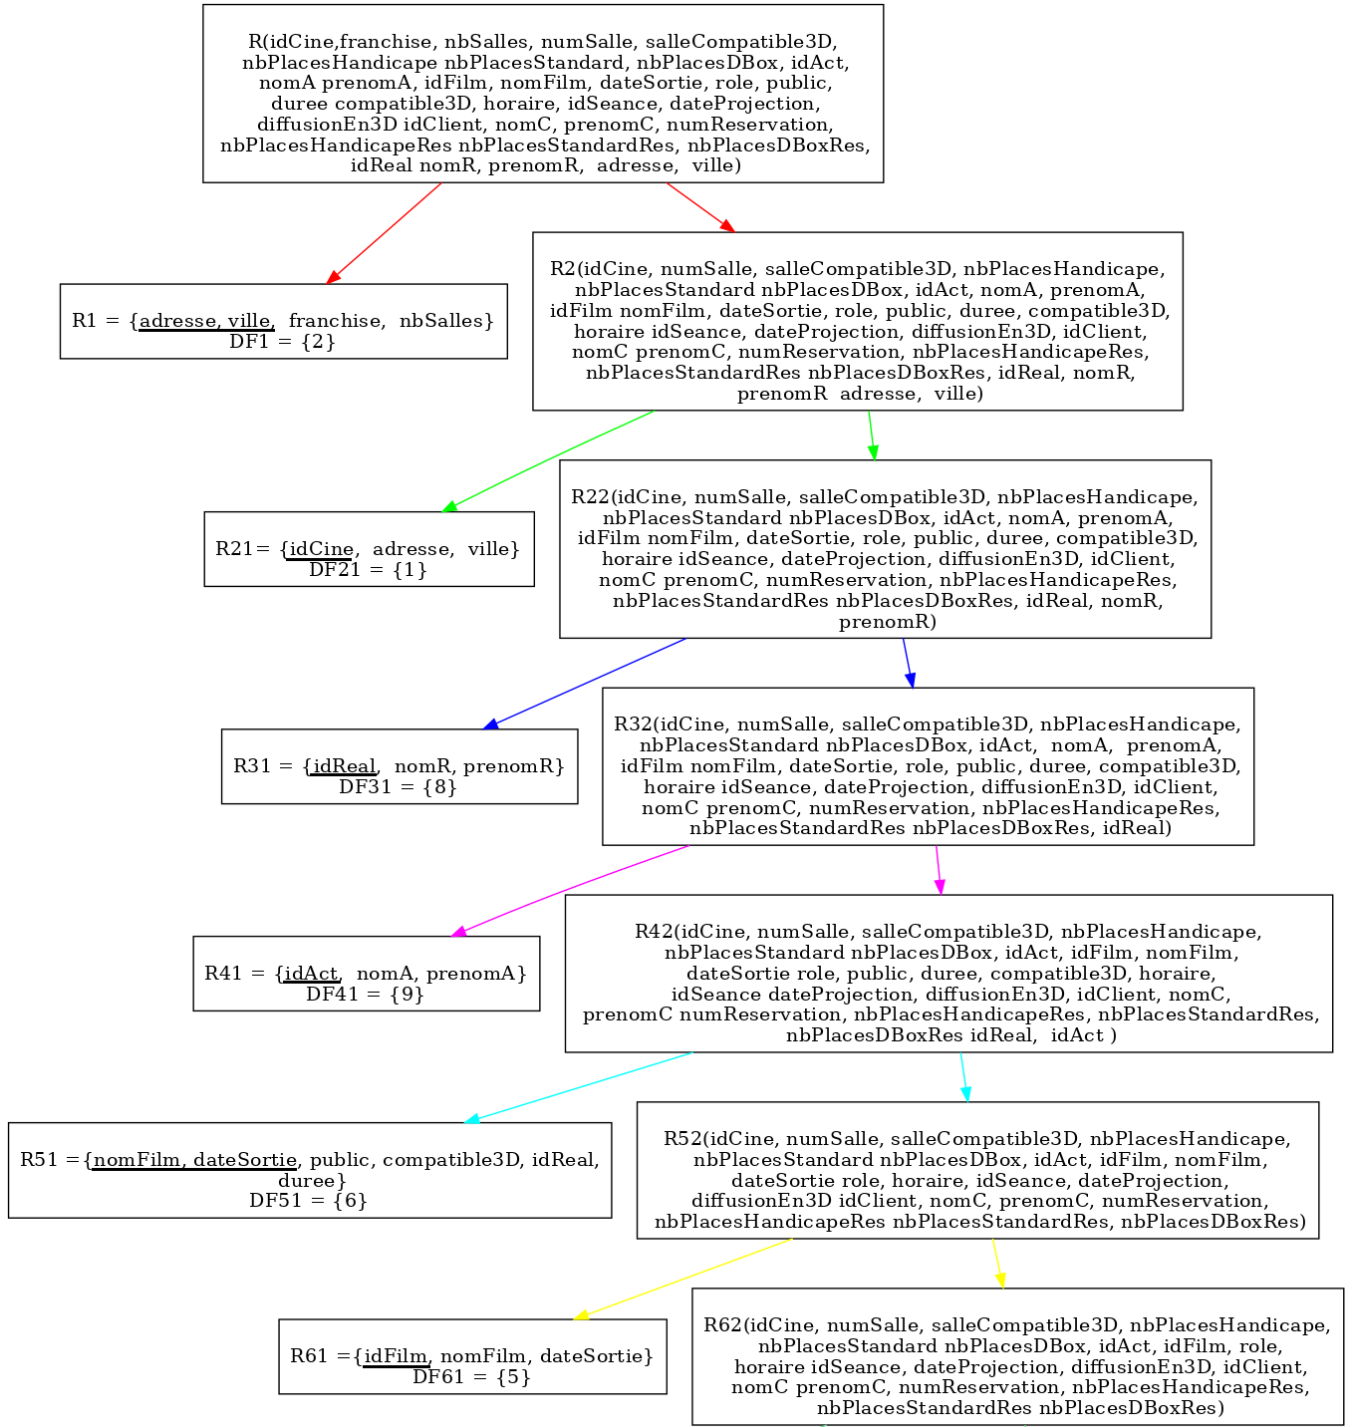 R(idCine,franchise, nbSalles, numSalle, salleCompatible3D,
nbPlacesHandicape nbPlacesStandard, nbPlacesDBox, idAct,
nomA prenomA, idFilm, nomFilm, dateSortie, role, public,
duree compatible3D, horaire, idSeance, dateProjection,
diffusionEn3D idClient, nomC, prenomC, numReservation,
nbPlacesHandicapeRes nbPlacesStandardRes, nbPlacesDBoxRes,
idReal nomR, prenomR, adresse, ville)
R1 = {adresse, ville, franchise, nbSalles}
DF1 = {2}
R2(idCine, numSalle, salleCompatible3D, nbPlacesHandicape,
nbPlacesStandard nbPlacesDBox, idAct, nomA, prenomA,
idFilm nomFilm, dateSortie, role, public, duree, compatible3D,
horaire idSeance, dateProjection, diffusionEn3D, idClient,
nomC prenomC, numReservation, nbPlacesHandicapeRes,
nbPlacesStandardRes nbPlacesDBoxRes, idReal, nomR,
prenomR adresse, ville)
R21= {idCine, adresse, ville}
DF21 = {1}
R22(idCine, numSalle, salleCompatible3D, nbPlacesHandicape,
nbPlacesStandard nbPlacesDBox, idAct, nomA, prenomA,
idFilm nomFilm, dateSortie, role, public, duree, compatible3D,
horaire idSeance, dateProjection, diffusionEn3D, idClient,
nomC prenomC, numReservation, nbPlacesHandicapeRes,
nbPlacesStandardRes nbPlacesDBoxRes, idReal, nomR,
prenomR)
R31 = {idReal, nomR, prenomR}
DF31 = {8}
R32(idCine, numSalle, salleCompatible3D, nbPlacesHandicape,
nbPlacesStandard nbPlacesDBox, idAct, nomA, prenomA,
idFilm nomFilm, dateSortie, role, public, duree, compatible3D,
horaire idSeance, dateProjection, diffusionEn3D, idClient,
nomC prenomC, numReservation, nbPlacesHandicapeRes,
nbPlacesStandardRes nbPlacesDBoxRes, idReal)
R41 = {idAct, nomA, prenomA}
DF41 = {9}
R42(idCine, numSalle, salleCompatible3D, nbPlacesHandicape,
nbPlacesStandard nbPlacesDBox, idAct, idFilm, nomFilm,
dateSortie role, public, duree, compatible3D, horaire,
idSeance dateProjection, diffusionEn3D, idClient, nomC,
prenomC numReservation, nbPlacesHandicapeRes, nbPlacesStandardRes,
nbPlacesDBoxRes idReal, idAct )
R51 ={nomFilm, dateSortie, public, compatible3D, idReal,
duree}
DF51 = {6}
R52(idCine, numSalle, salleCompatible3D, nbPlacesHandicape,
nbPlacesStandard nbPlacesDBox, idAct, idFilm, nomFilm,
dateSortie role, horaire, idSeance, dateProjection,
diffusionEn3D idClient, nomC, prenomC, numReservation,
nbPlacesHandicapeRes nbPlacesStandardRes, nbPlacesDBoxRes)
R61 ={idFilm, nomFilm, dateSortie}
DF61 = {5}
R62(idCine, numSalle, salleCompatible3D, nbPlacesHandicape,
nbPlacesStandard nbPlacesDBox, idAct, idFilm, role,
horaire idSeance, dateProjection, diffusionEn3D, idClient,
nomC prenomC, numReservation, nbPlacesHandicapeRes,
nbPlacesStandardRes nbPlacesDBoxRes)